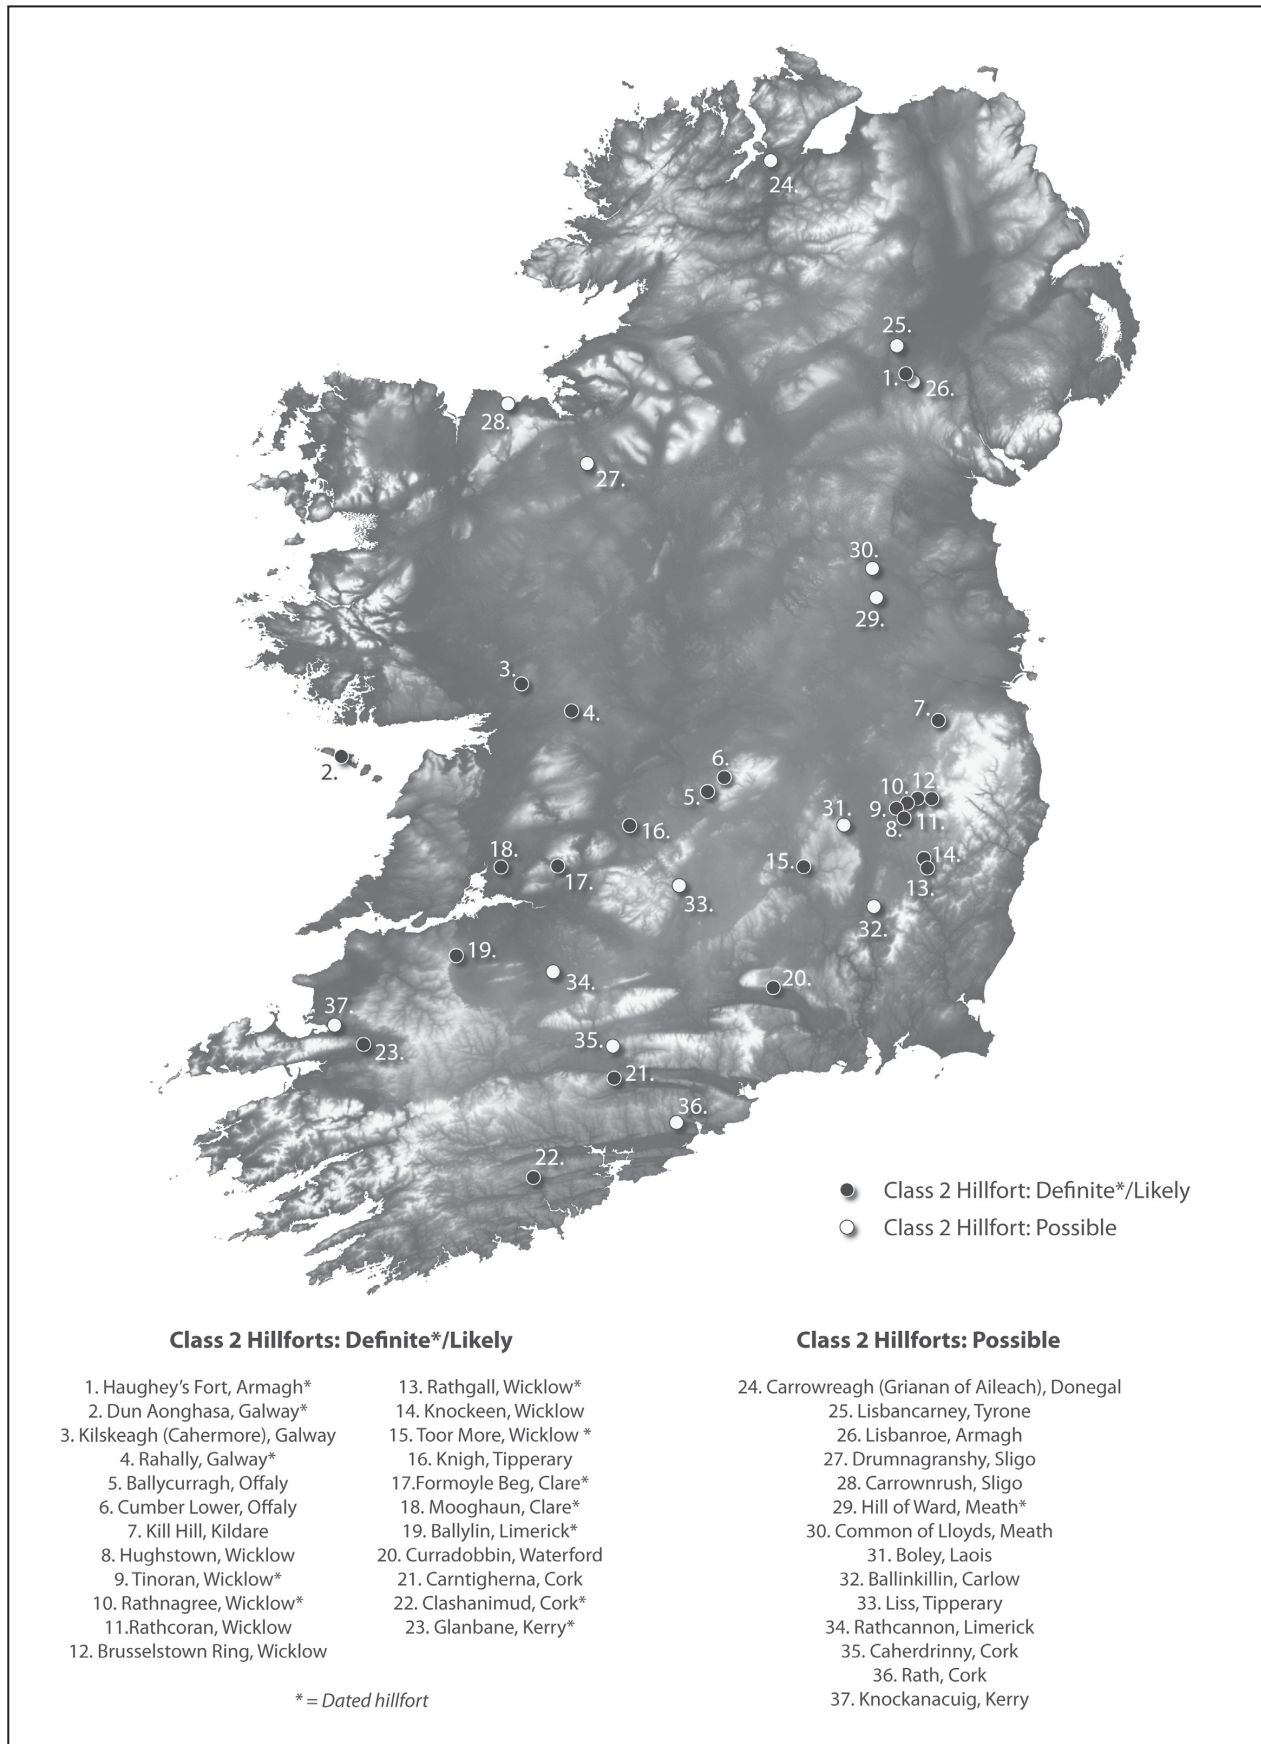 24.
25.
1.
26.
28.
27.
30.
29.
3.
4.
7.
2.
6.
5.
10.
12.
9.
8.
11.
31.
16.
18.
17.
15.
14.
13.
33.
32.
19.
34.
20.
37.
23.
35.
21.
36.
22.
Class 2 Hillfort: Definite*/Likely
Class 2 Hillfort: Possible
Class 2 Hillforts: Definite*/Likely
1. Haughey's Fort, Armagh*
2. Dun Aonghasa, Galway*
3. Kilskeagh (Cahermore), Galway
4. Rahally, Galway*
5. Ballycurragh, Offaly
6. Cumber Lower, Offaly
7. Kill Hill, Kildare
8. Hughstown, Wicklow
9. Tinoran, Wicklow*
10. Rathnagree, Wicklow*
11.Rathcoran, Wicklow
12. Brusselstown Ring, Wicklow
13. Rathgall, Wicklow*
14. Knockeen, Wicklow
15. Toor More, Wicklow *
16. Knigh, Tipperary
17.Formoyle Beg, Clare*
18. Mooghaun, Clare*
19. Ballylin, Limerick*
20. Curradobbin, Waterford
21. Carntigherna, Cork
22. Clashanimud, Cork*
23. Glanbane, Kerry*
* = Dated hillfort
Class 2 Hillforts: Possible
24. Carrowreagh (Grianan of Aileach), Donegal
25. Lisbancarney, Tyrone
26. Lisbanroe, Armagh
27. Drumnagranshy, Sligo
28. Carrownrush, Sligo
29. Hill of Ward, Meath*
30. Common of Lloyds, Meath
31. Boley, Laois
32. Ballinkillin, Carlow
33. Liss, Tipperary
34. Rathcannon, Limerick
35. Caherdrinny, Cork
36. Rath, Cork
37. Knockanacuig, Kerry